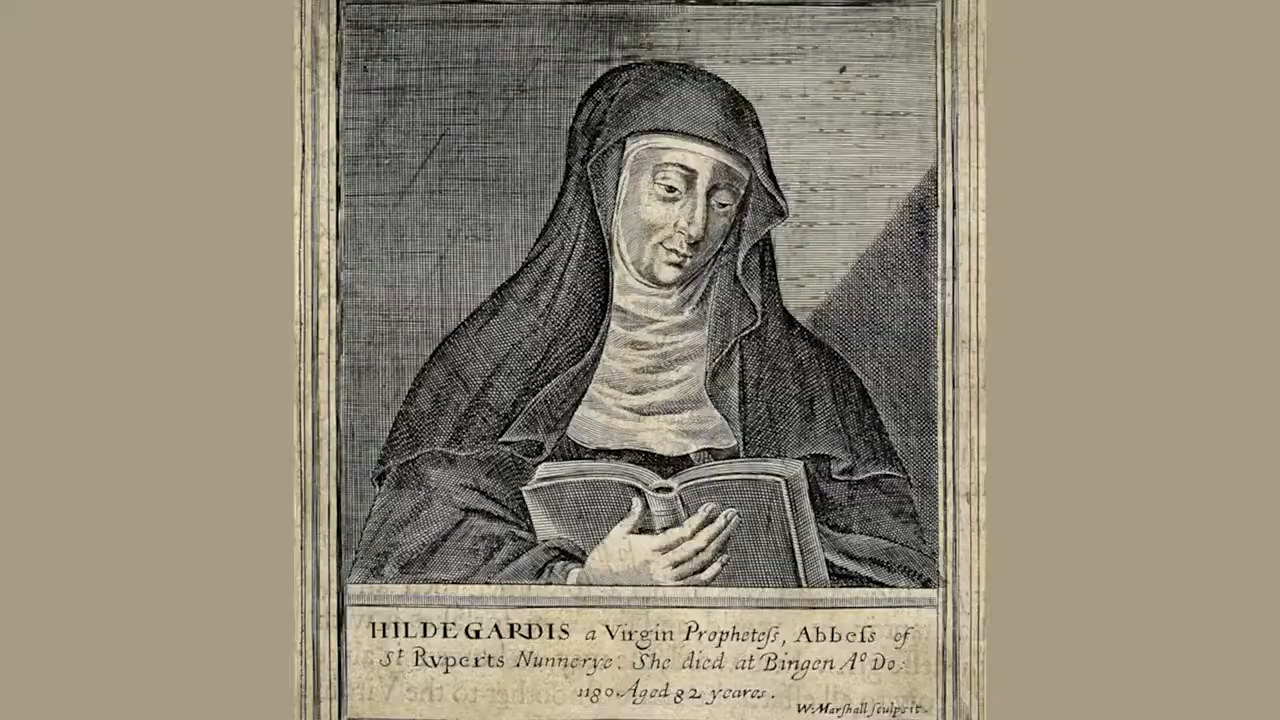 HILDEGARDIS a Virgin Prophetess, Abbess of
St Rvperts Nunnerye. She died at Bingen Ao Do:
1180. Aged 82 yeares.
W. Marshall sculpsit.